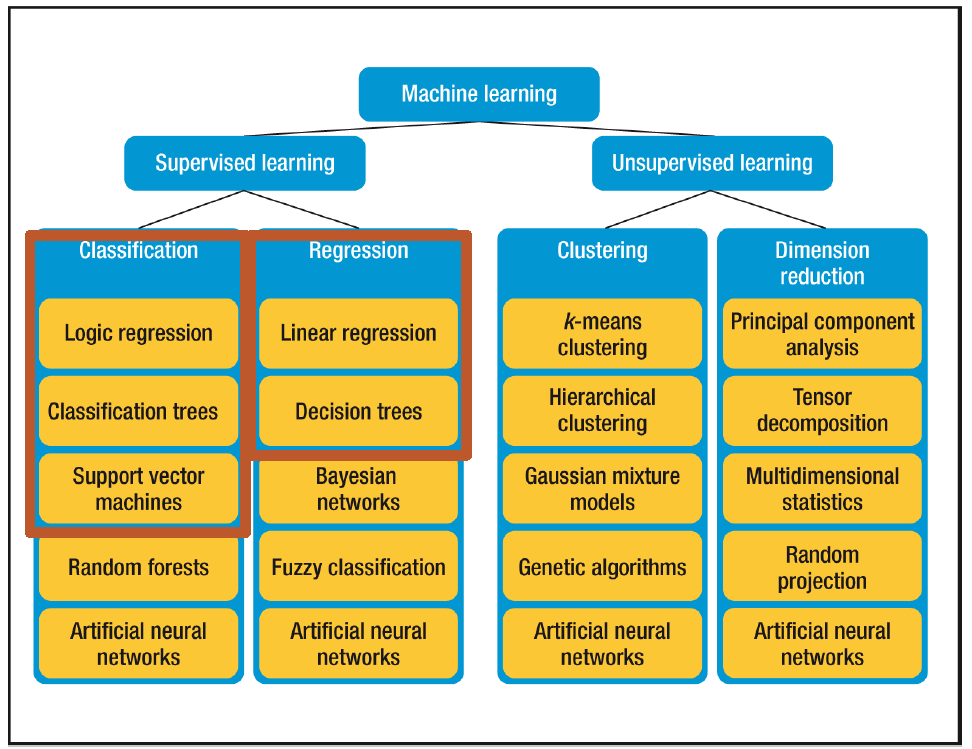 Machine learning
Supervised learning
Unsupervised learning
Classification
Logic regression
Classification trees
Support vector
machines
Random forests
Artificial neural
networks
Regression
Linear regression
Decision trees
Bayesian
networks
Fuzzy classification
Artificial neural
networks
Clustering
k-means
clustering
Hierarchical
clustering
Gaussian mixture
models
Genetic algorithms
Artificial neural
networks
Dimension
reduction
Principal component
analysis
Tensor
decomposition
Multidimensional
statistics
Random
projection
Artificial neural
networks